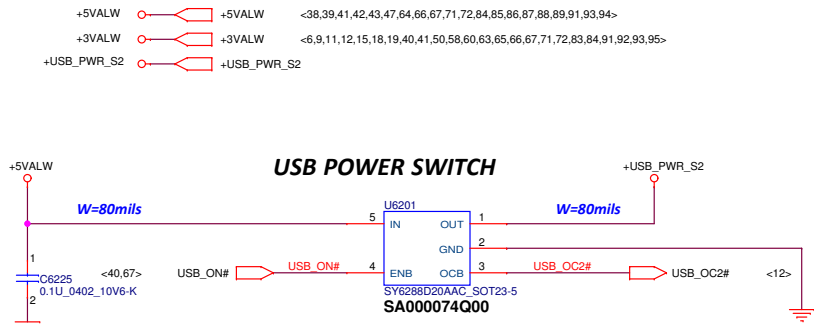 +5VALW +5VALW <38,39,41,42,43,47,64,66,67,71,72,84,85,86,87,88,89,91,93,94>
+3VALW +3VALW <6,9,11,12,15,18,19,40,41,50,58,60,63,65,66,67,71,72,83,84,91,92,93,95>
+USB_PWR_S2 +USB_PWR_S2
+5VALW USB POWER SWITCH +USB_PWR_S2
W=80mils U6201 W=80mils
5 IN OUT 1
GND 2
1 C6225 <40,67> USB_ON# USB_ON# 4 ENB OCB 3 USB_OC2# USB_OC2# <12>
2 0.1U_0402_10V6-K SY6288D20AAC_SOT23-5
SA000074Q00